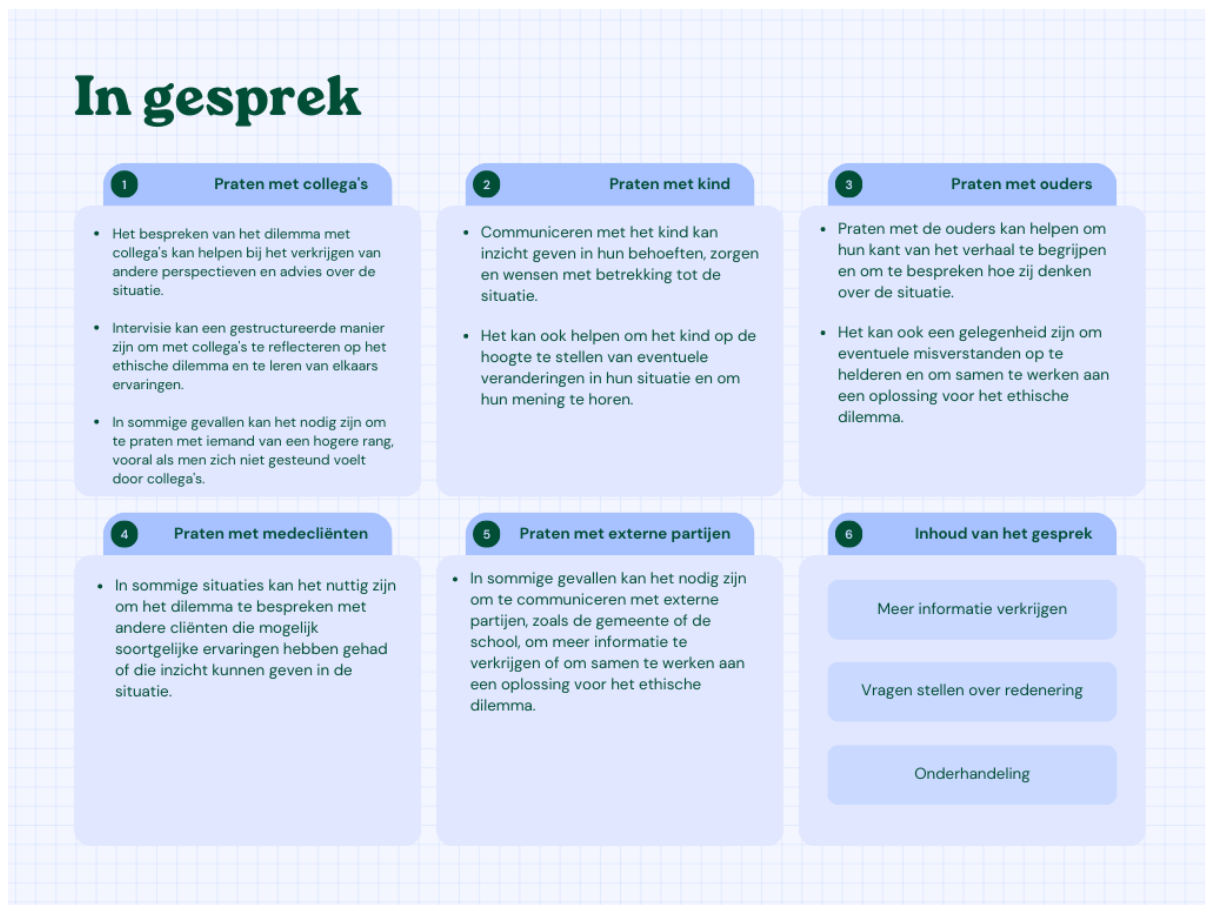 In gesprek
1 Praten met collega's
• Het bespreken van het dilemma met
collega's kan helpen bij het verkrijgen van
andere perspectieven en advies over de
situatie.
• Intervisie kan een gestructureerde manier
zijn om met collega's te reflecteren op het
ethische dilemma en te leren van elkaars
ervaringen.
• In sommige gevallen kan het nodig zijn om
te praten met iemand van een hogere rang,
vooral als men zich niet gesteund voelt
door collega's.
2 Praten met kind
• Communiceren met het kind kan
inzicht geven in hun behoeften, zorgen
en wensen met betrekking tot de
situatie.
• Het kan ook helpen om het kind op de
hoogte te stellen van eventuele
veranderingen in hun situatie en om
hun mening te horen.
3 Praten met ouders
• Praten met de ouders kan helpen om
hun kant van het verhaal te begrijpen
en om te bespreken hoe zij denken
over de situatie.
• Het kan ook een gelegenheid zijn om
eventuele misverstanden op te
helderen en om samen te werken aan
een oplossing voor het ethische
dilemma.
4 Praten met medecliënten
• In sommige situaties kan het nuttig zijn
om het dilemma te bespreken met
andere cliënten die mogelijk
soortgelijke ervaringen hebben gehad
of die inzicht kunnen geven in de
situatie.
5 Praten met externe partijen
• In sommige gevallen kan het nodig zijn
om te communiceren met externe
partijen, zoals de gemeente of de
school, om meer informatie te
verkrijgen of om samen te werken aan
een oplossing voor het ethische
dilemma.
6 Inhoud van het gesprek
Meer informatie verkrijgen
Vragen stellen over redenering
Onderhandeling